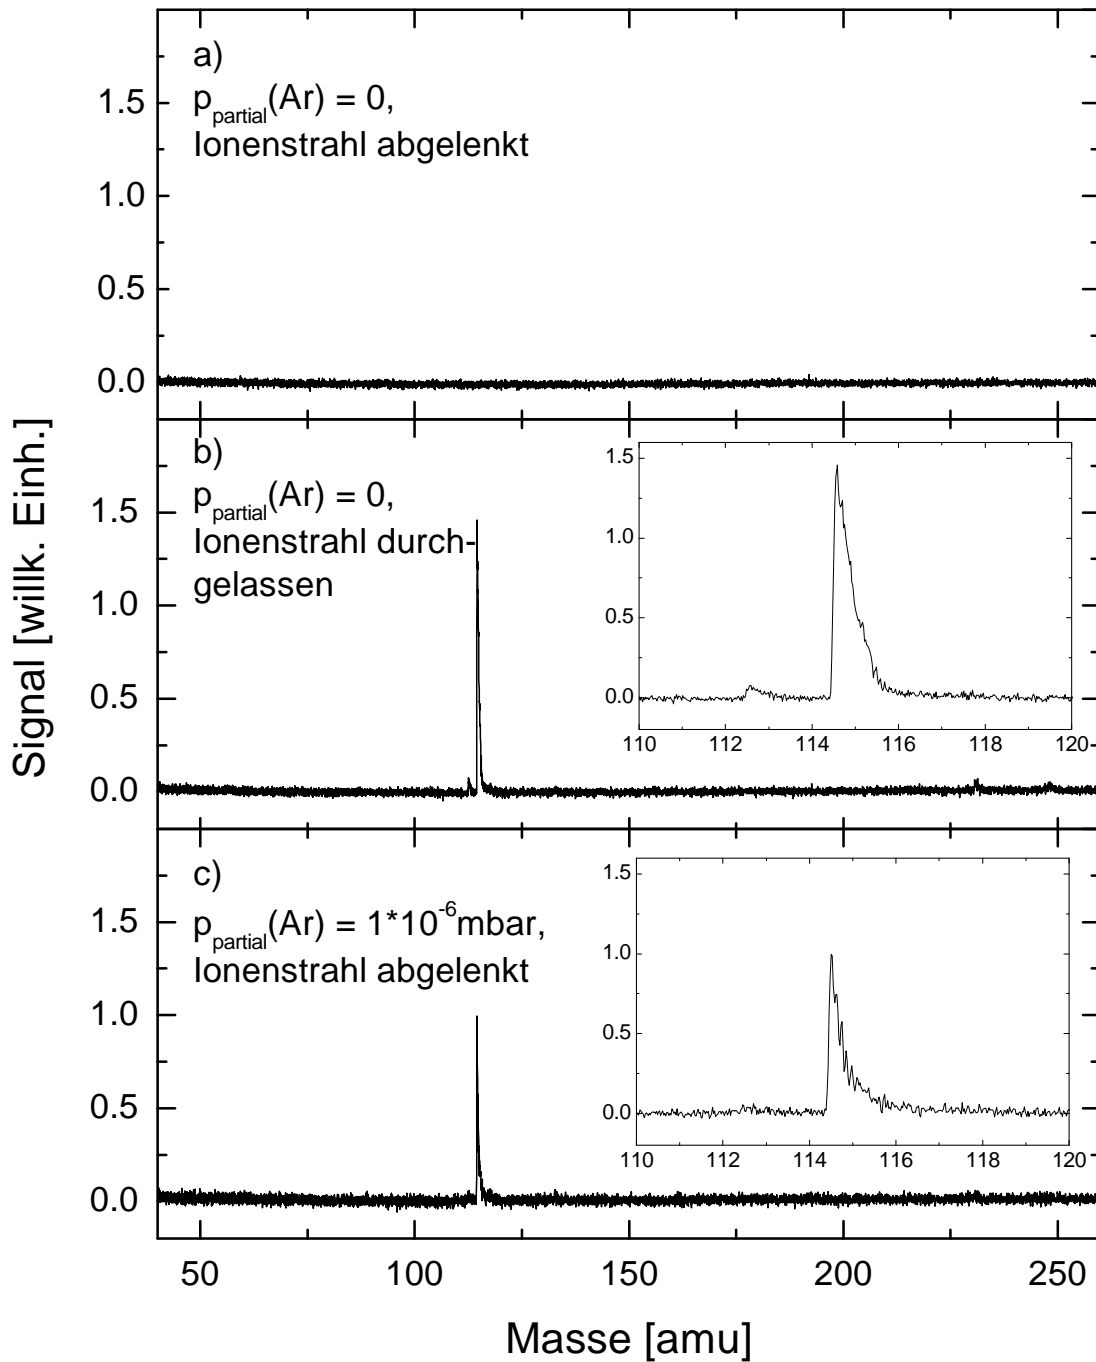 Signal [willk. Einh.]
a)
p_partial(Ar) = 0,
Ionenstrahl abgelenkt
1.5
1.0
0.5
0.0
b)
p_partial(Ar) = 0,
Ionenstrahl durch-
gelassen
1.5
1.0
0.5
0.0
1.5
1.0
0.5
0.0
110 112 114 116 118 120
c)
p_partial(Ar) = 1*10^-6mbar,
Ionenstrahl abgelenkt
1.5
1.0
0.5
0.0
1.5
1.0
0.5
0.0
110 112 114 116 118 120
50 100 150 200 250
Masse [amu]